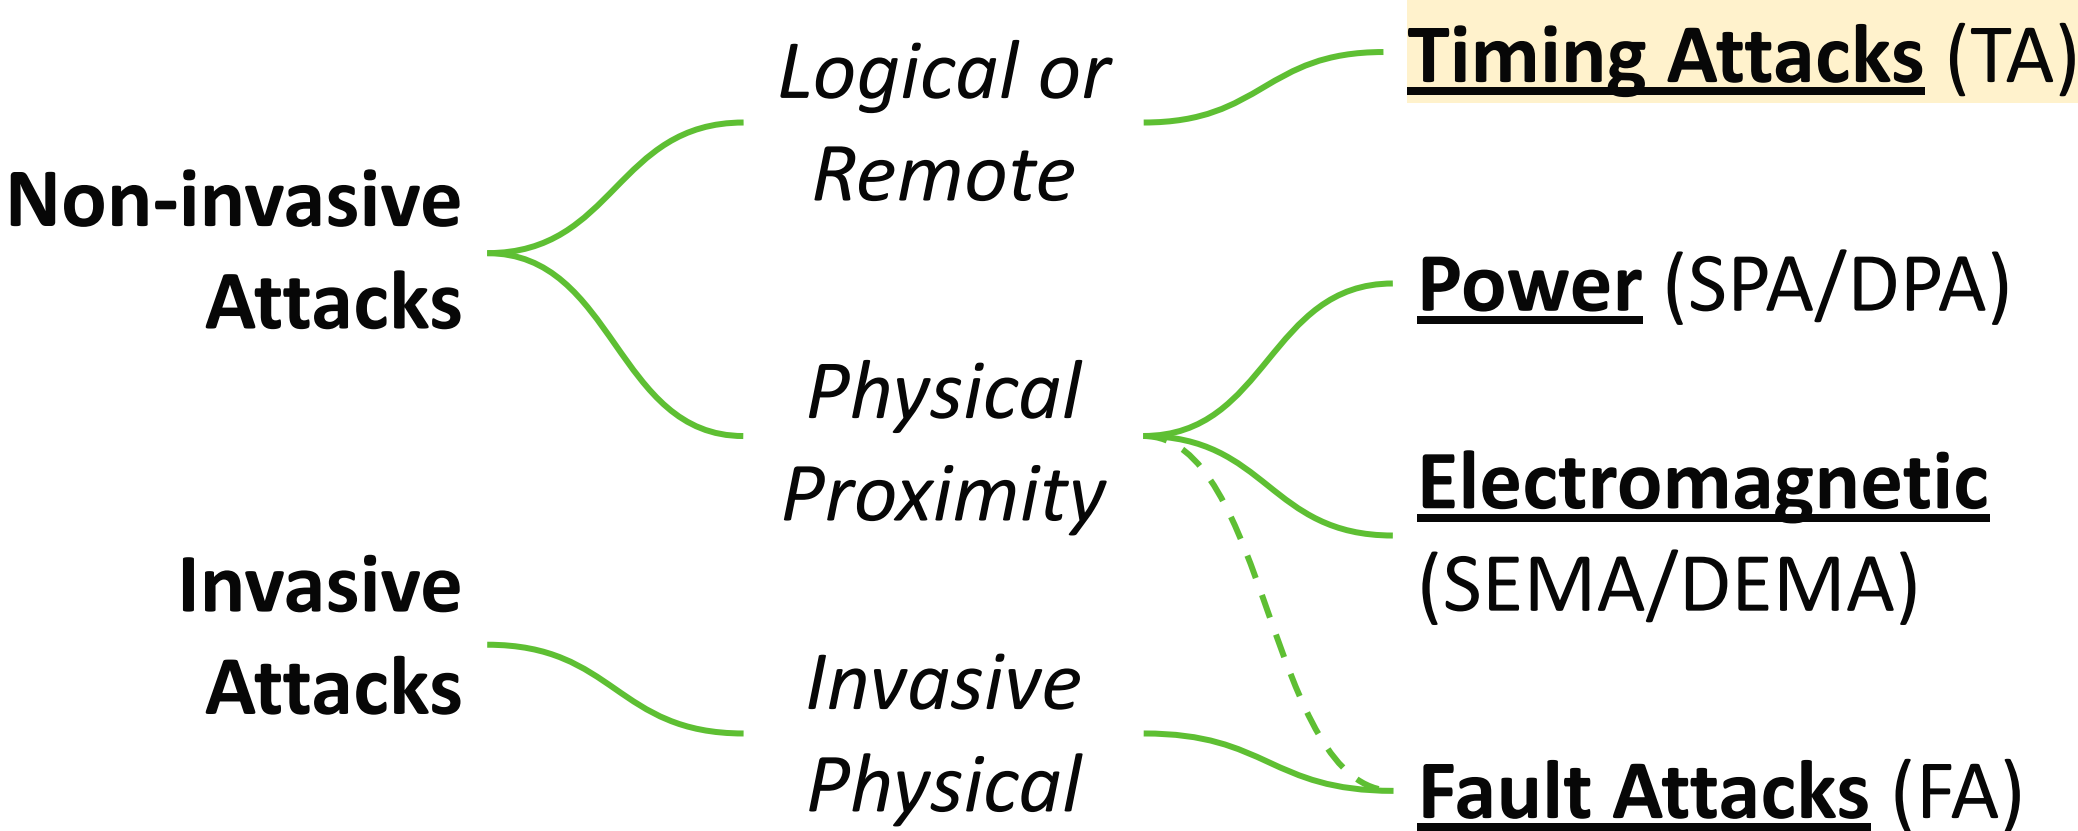 Non-invasive
Attacks
Invasive
Attacks
Logical or
Remote
Physical
Proximity
Invasive
Physical
Timing Attacks (TA)
Power (SPA/DPA)
Electromagnetic
(SEMA/DEMA)
Fault Attacks (FA)